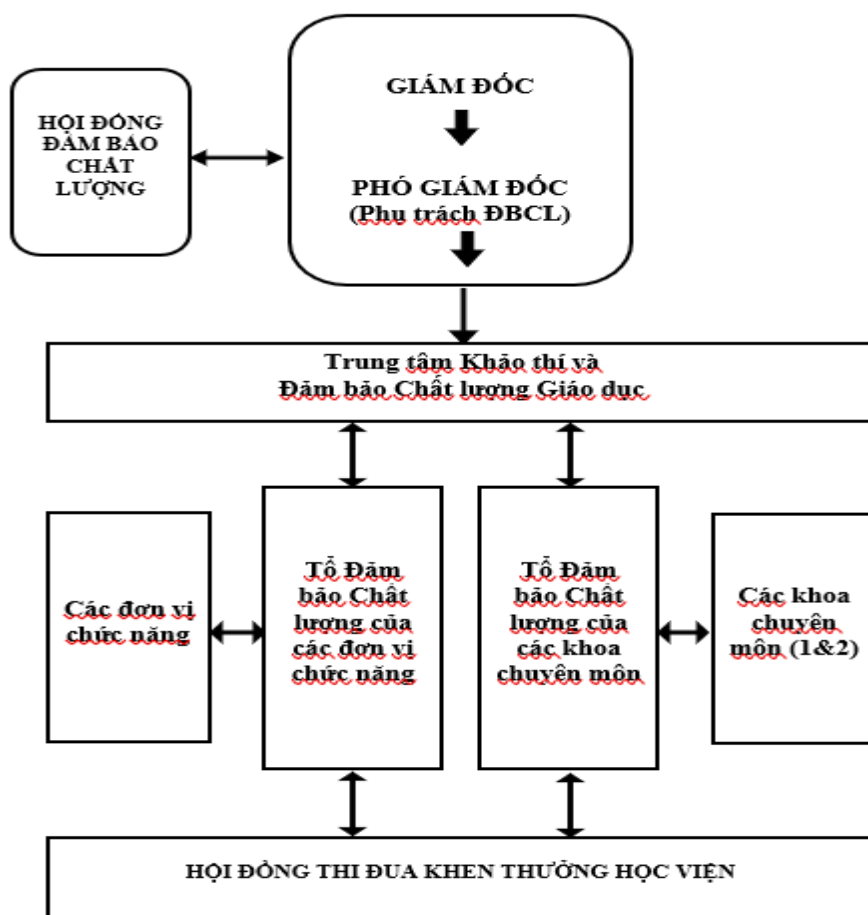 GIÁM ĐỐC
HỘI ĐỒNG
ĐẢM BẢO
CHẤT
LƯỢNG
PHÓ GIÁM ĐỐC
(Phụ trách ĐBCL)
Trung tâm Khảo thí và
Đảm bảo Chất lượng Giáo dục
Các đơn vị
chức năng
Tổ Đảm
bảo Chất
lượng của
các đơn vị
chức năng
Tổ Đảm
bảo Chất
lượng của
các khoa
chuyên môn
Các khoa
chuyên
môn (1&2)
HỘI ĐỒNG THI ĐUA KHEN THƯỞNG HỌC VIỆN